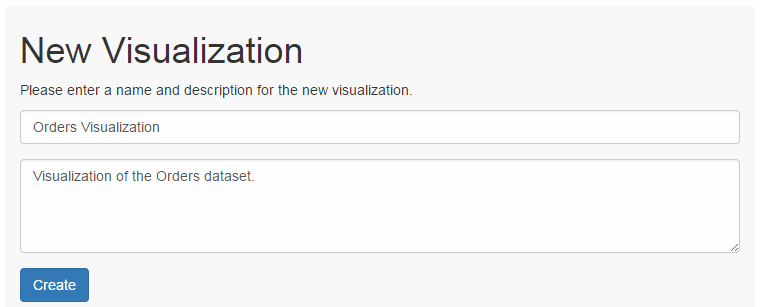 New Visualization
Please enter a name and description for the new visualization.
Orders Visualization
Visualization of the Orders dataset.
Create